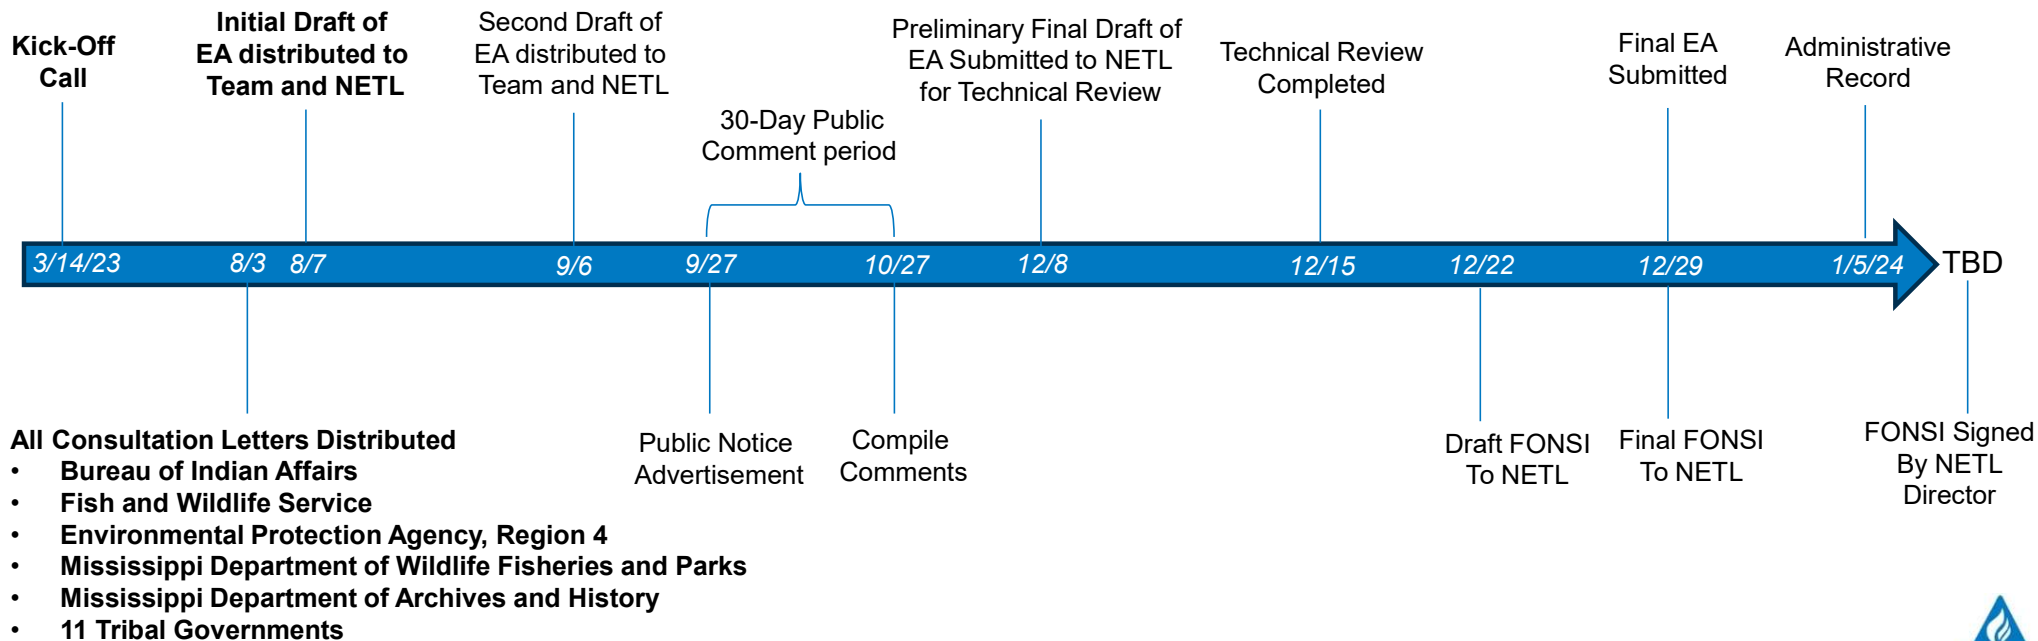 Kick-Off
Call
Initial Draft of
EA distributed to
Team and NETL
Second Draft of
EA distributed to
Team and NETL
30-Day Public
Comment period
Preliminary Final Draft of
EA Submitted to NETL
for Technical Review
Technical Review
Completed
Final EA
Submitted
Administrative
Record
3/14/23
8/3
8/7
9/6
9/27
10/27
12/8
12/15
12/22
12/29
1/5/24
TBD
All Consultation Letters Distributed
• Bureau of Indian Affairs
• Fish and Wildlife Service
• Environmental Protection Agency, Region 4
• Mississippi Department of Wildlife Fisheries and Parks
• Mississippi Department of Archives and History
• 11 Tribal Governments
Public Notice
Advertisement
Compile
Comments
Draft FONSI
To NETL
Final FONSI
To NETL
FONSI Signed
By NETL
Director